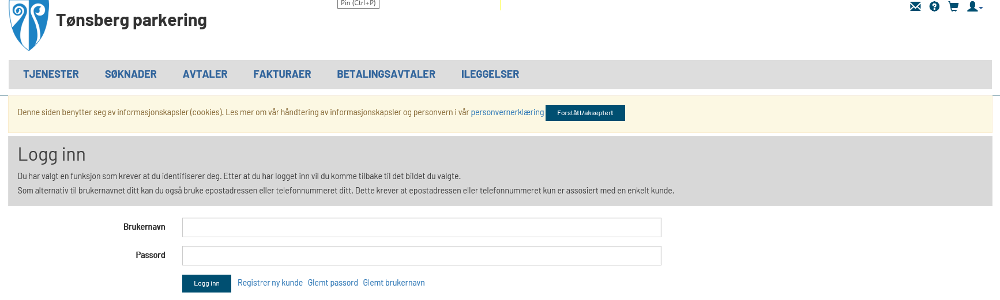 Pin (Ctrl+P)
Tønsberg parkering
TJENESTER SØKNADER AVTALER FAKTURAER BETALINGSAVTALER ILEGGELSER
Denne siden benytter seg av informasjonskapsler (cookies). Les mer om vår håndtering av informasjonskapsler og personvern i vår personvernerklæring Forstått/akseptert
Logg inn
Du har valgt en funksjon som krever at du identifiserer deg. Etter at du har logget inn vil du komme tilbake til det bildet du valgte.
Som alternativ til brukernavnet ditt kan du også bruke epostadressen eller telefonnummeret ditt. Dette krever at epostadressen eller telefonnummeret kun er assosiert med en enkelt kunde.
Brukernavn
Passord
Logg inn Registrer ny kunde Glemt passord Glemt brukernavn